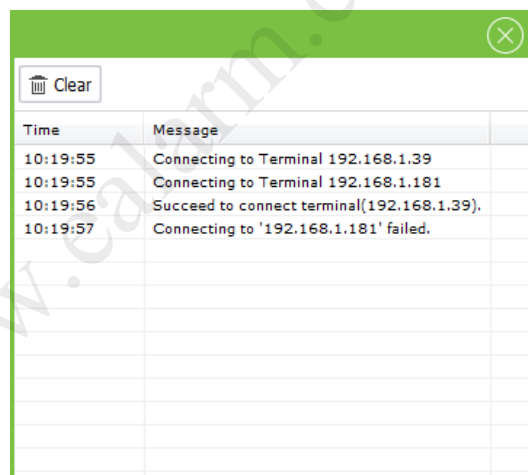 Clear
Time Message
10:19:55 Connecting to Terminal 192.168.1.39
10:19:55 Connecting to Terminal 192.168.1.181
10:19:56 Succeed to connect terminal(192.168.1.39).
10:19:57 Connecting to '192.168.1.181' failed.
w.ealarm.c